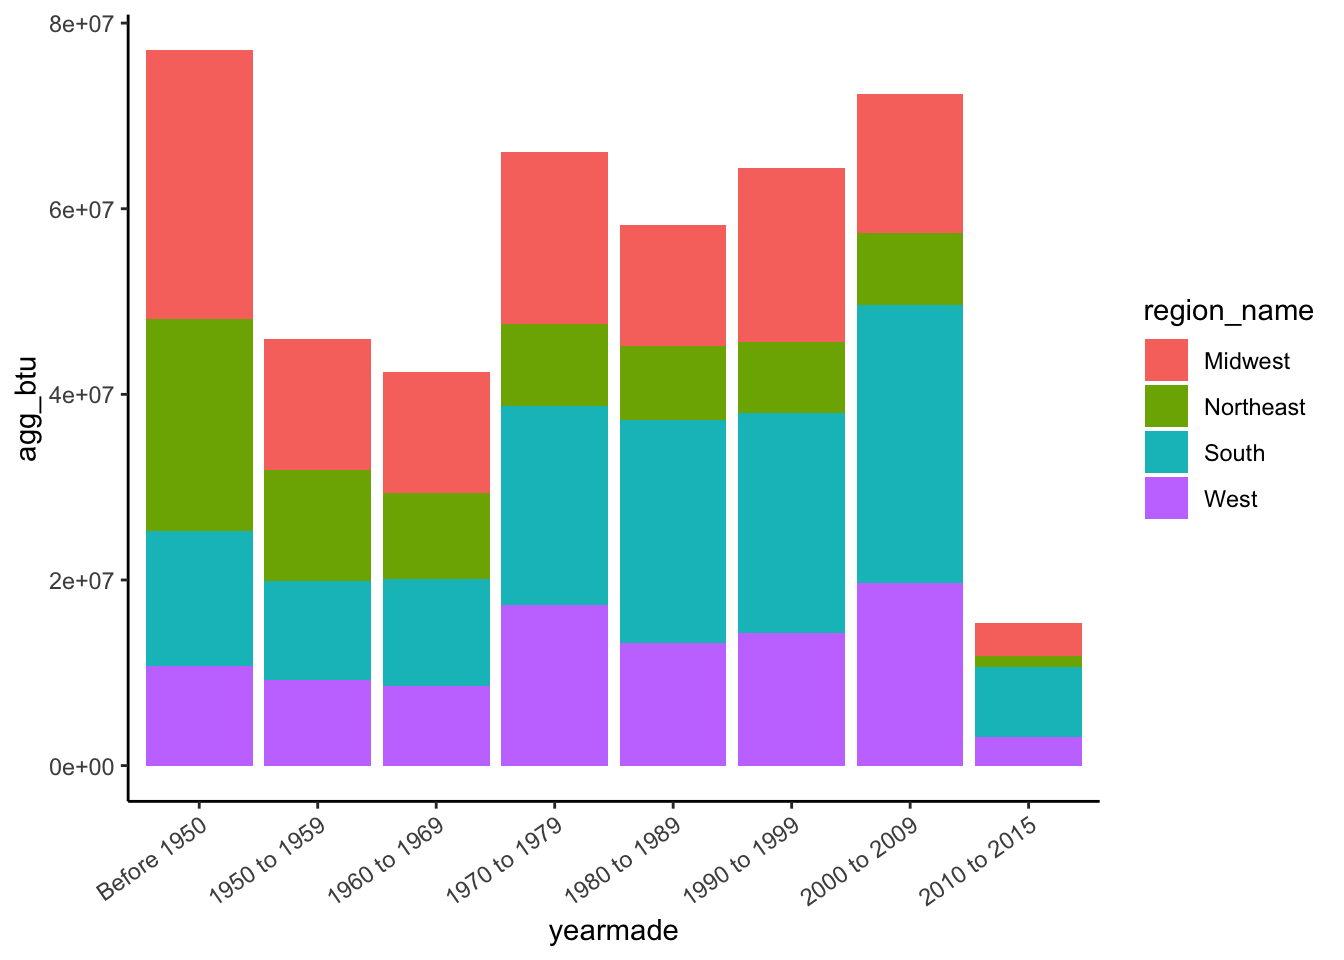 8e+07
6e+07
4e+07
2e+07
0e+00
agg_btu
Before 1950
1950 to 1959
1960 to 1969
1970 to 1979
1980 to 1989
1990 to 1999
2000 to 2009
2010 to 2015
yearmade
region_name
Midwest
Northeast
South
West